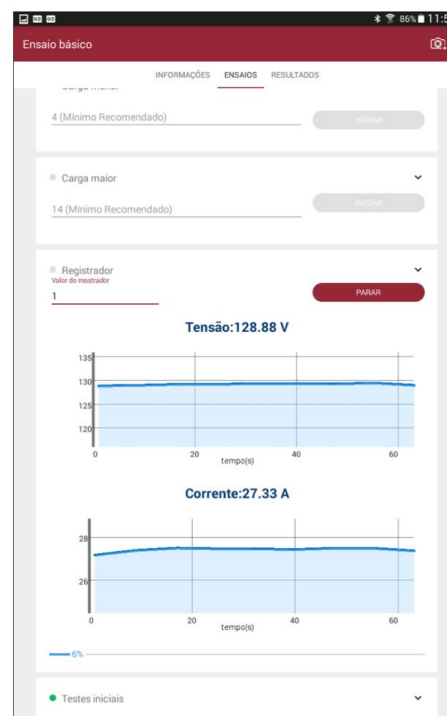 86% 11:5
Ensaio básico
INFORMAÇÕES ENSAIOS RESULTADOS
4 (Mínimo Recomendado)
INICIAR
Carga maior
14 (Mínimo Recomendado)
INICIAR
Registrador
Valor do mostrador
1
PARAR
Tensão:128.88 V
135
130
125
120
0 20 40 60
tempo(s)
Corrente:27.33 A
28
26
0 20 40 60
tempo(s)
6%
Testes iniciais